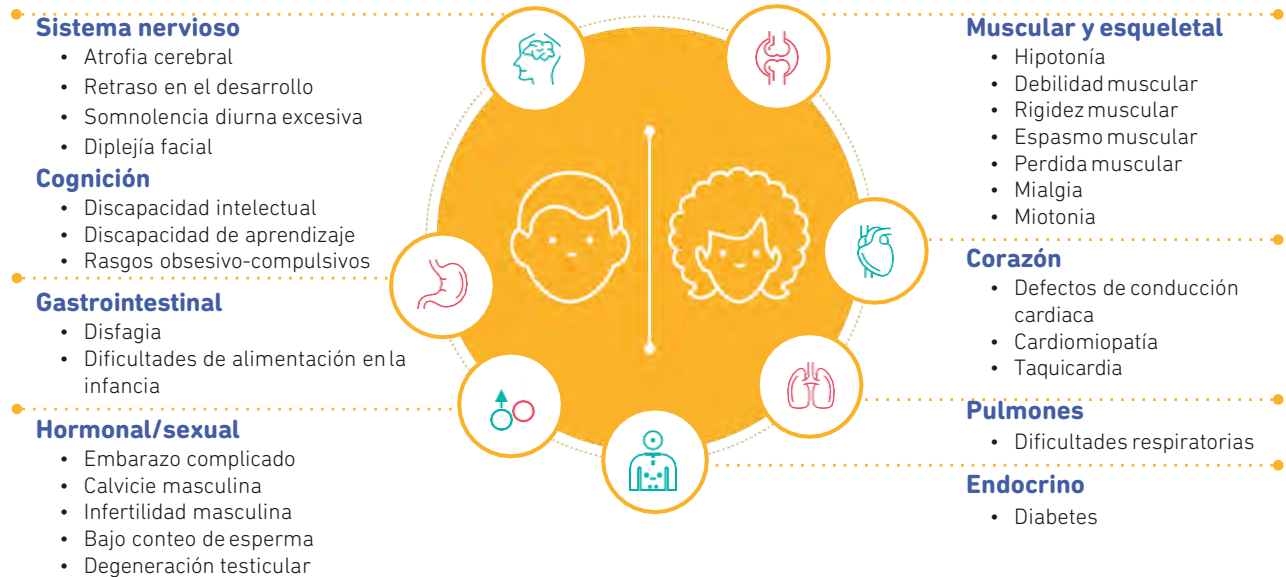 Sistema nervioso
• Atrofia cerebral
• Retraso en el desarrollo
• Somnolencia diurna excesiva
• Diplejía facial
Cognición
• Discapacidad intelectual
• Discapacidad de aprendizaje
• Rasgos obsesivo-compulsivos
Gastrointestinal
• Disfagia
• Dificultades de alimentación en la
infancia
Hormonal/sexual
• Embarazo complicado
• Calvicie masculina
• Infertilidad masculina
• Bajo conteo de esperma
• Degeneración testicular
Muscular y esqueletal
• Hipotonía
• Debilidad muscular
• Rigidez muscular
• Espasmo muscular
• Perdida muscular
• Mialgia
• Miotonia
Corazón
• Defectos de conducción
cardiaca
• Cardiomiopatía
• Taquicardia
Pulmones
• Dificultades respiratorias
Endocrino
• Diabetes